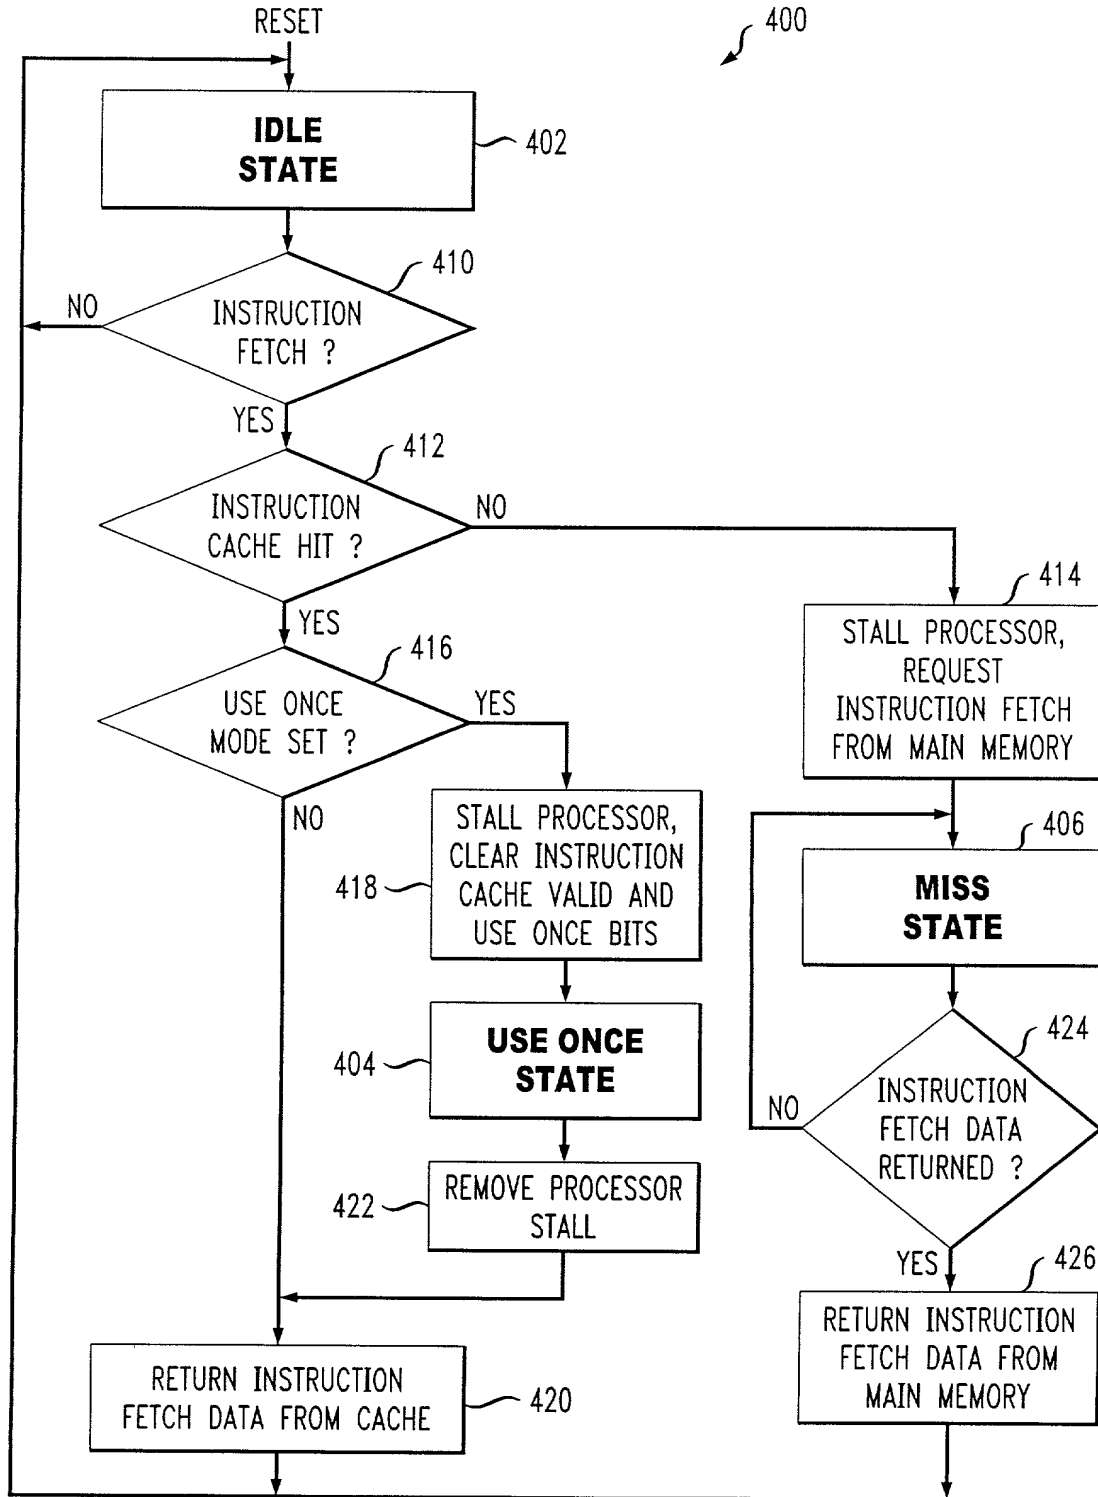 RESET
400
IDLE
STATE
402
410
NO
INSTRUCTION
FETCH ?
YES
412
INSTRUCTION
CACHE HIT ?
NO
YES
414
STALL PROCESSOR,
REQUEST
INSTRUCTION FETCH
FROM MAIN MEMORY
416
USE ONCE
MODE SET ?
YES
NO
418
STALL PROCESSOR,
CLEAR INSTRUCTION
CACHE VALID AND
USE ONCE BITS
406
MISS
STATE
404
USE ONCE
STATE
424
INSTRUCTION
FETCH DATA
RETURNED ?
NO
YES
422
REMOVE PROCESSOR
STALL
426
RETURN INSTRUCTION
FETCH DATA FROM
MAIN MEMORY
RETURN INSTRUCTION
FETCH DATA FROM CACHE
420